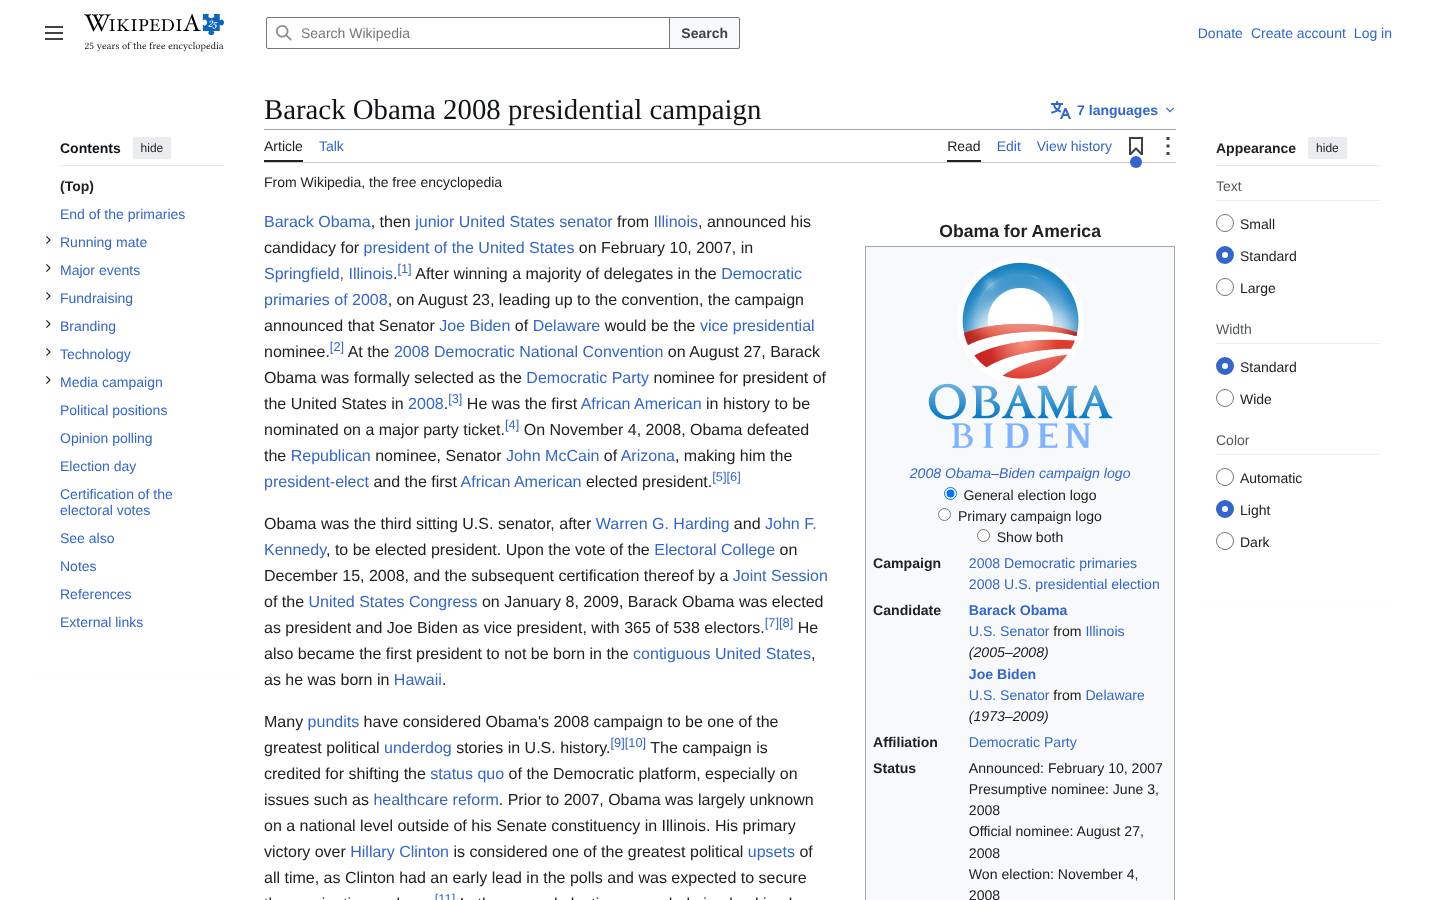 WIKIPEDIA 25
25 years of the free encyclopedia
Search Wikipedia
Search
Donate Create account Log in
Contents hide
(Top)
End of the primaries
Running mate
Major events
Fundraising
Branding
Technology
Media campaign
Political positions
Opinion polling
Election day
Certification of the
electoral votes
See also
Notes
References
External links
Barack Obama 2008 presidential campaign
7 languages
Article Talk
Read Edit View history
From Wikipedia, the free encyclopedia
Barack Obama, then junior United States senator from Illinois, announced his
candidacy for president of the United States on February 10, 2007, in
Springfield, Illinois.[1] After winning a majority of delegates in the Democratic
primaries of 2008, on August 23, leading up to the convention, the campaign
announced that Senator Joe Biden of Delaware would be the vice presidential
nominee.[2] At the 2008 Democratic National Convention on August 27, Barack
Obama was formally selected as the Democratic Party nominee for president of
the United States in 2008.[3] He was the first African American in history to be
nominated on a major party ticket.[4] On November 4, 2008, Obama defeated
the Republican nominee, Senator John McCain of Arizona, making him the
president-elect and the first African American elected president.[5][6]
Obama was the third sitting U.S. senator, after Warren G. Harding and John F.
Kennedy, to be elected president. Upon the vote of the Electoral College on
December 15, 2008, and the subsequent certification thereof by a Joint Session
of the United States Congress on January 8, 2009, Barack Obama was elected
as president and Joe Biden as vice president, with 365 of 538 electors.[7][8] He
also became the first president to not be born in the contiguous United States,
as he was born in Hawaii.
Many pundits have considered Obama's 2008 campaign to be one of the
greatest political underdog stories in U.S. history.[9][10] The campaign is
credited for shifting the status quo of the Democratic platform, especially on
issues such as healthcare reform. Prior to 2007, Obama was largely unknown
on a national level outside of his Senate constituency in Illinois. His primary
victory over Hillary Clinton is considered one of the greatest political upsets of
all time, as Clinton had an early lead in the polls and was expected to secure
[11]
Obama for America
OBAMA
BIDEN
2008 Obama–Biden campaign logo
General election logo
Primary campaign logo
Show both
Campaign 2008 Democratic primaries
2008 U.S. presidential election
Candidate Barack Obama
U.S. Senator from Illinois
(2005–2008)
Joe Biden
U.S. Senator from Delaware
(1973–2009)
Affiliation Democratic Party
Status Announced: February 10, 2007
Presumptive nominee: June 3,
2008
Official nominee: August 27,
2008
Won election: November 4,
2008
Appearance hide
Text
Small
Standard
Large
Width
Standard
Wide
Color
Automatic
Light
Dark